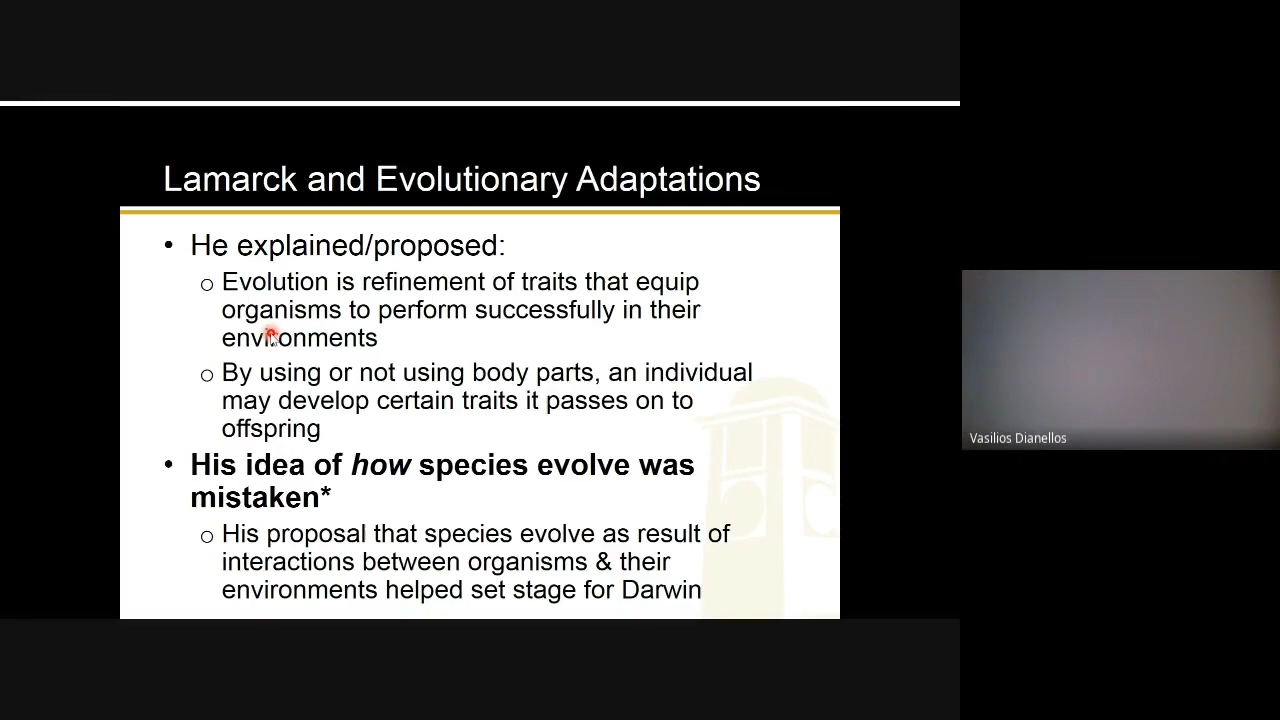 Lamarck and Evolutionary Adaptations
• He explained/proposed:
o Evolution is refinement of traits that equip
organisms to perform successfully in their
environments
o By using or not using body parts, an individual
may develop certain traits it passes on to
offspring
• His idea of how species evolve was
mistaken*
o His proposal that species evolve as result of
interactions between organisms & their
environments helped set stage for Darwin
Vasilios Dianellos